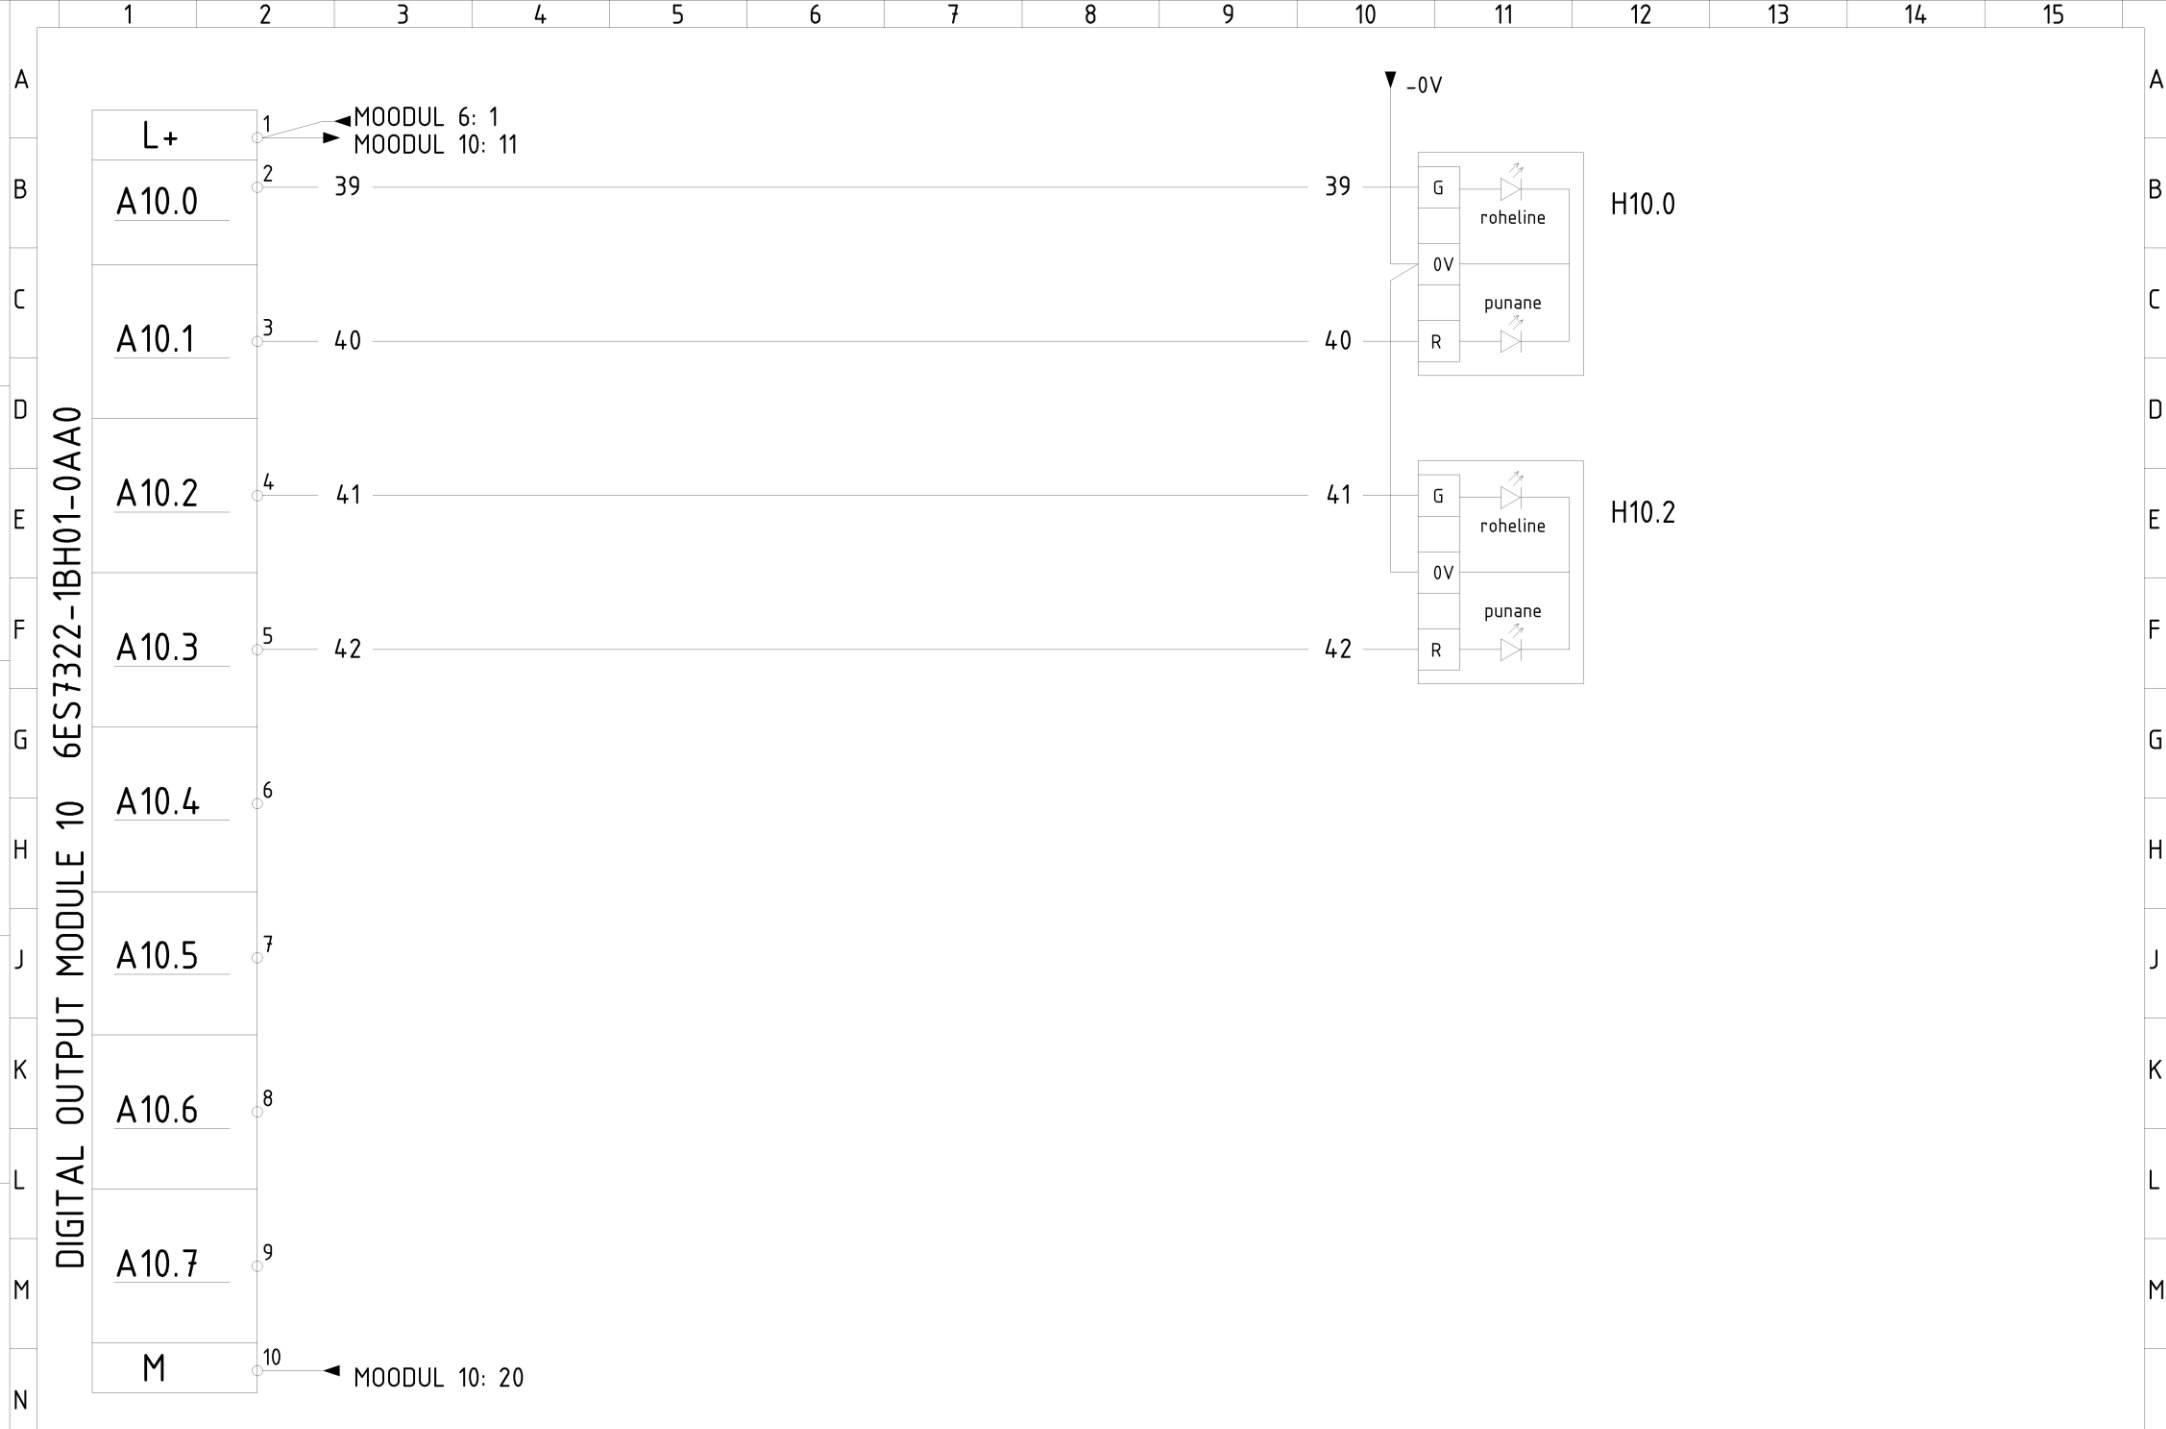 1 2 3 4 5 6 7 8 9 10 11 12 13 14 15
A A
-0V
L+ 1 MOODUL 6: 1
MOODUL 10: 11
B B
A10.0 2 39 39 G H10.0
roheline
0V
C C
punane
A10.1 3 40 40 R
D D
A10.2 4 41 41 G H10.2
roheline
E E
0V
punane
F F
A10.3 5 42 42 R
G G
A10.4 6
H H
A10.5 7
J J
K K
A10.6 8
L L
A10.7 9
M M
M 10 MOODUL 10: 20
N
DIGITAL OUTPUT MODULE 10 6ES7322-1BH01-0AA0